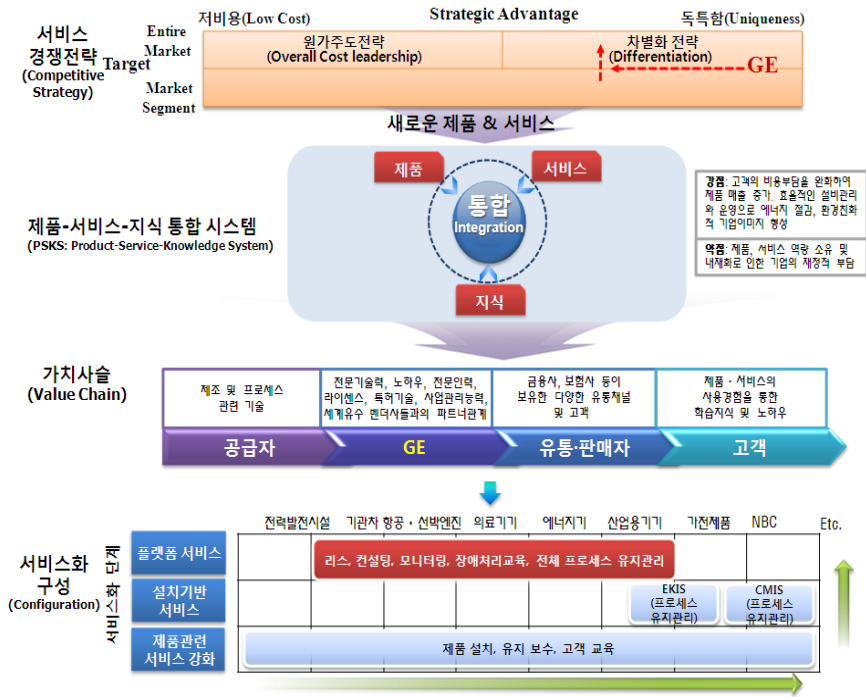 저비용(Low Cost)
Strategic Advantage
독특함(Uniqueness)
서비스
경쟁전략
(Competitive
Strategy)
Target
Entire
Market
Market
Segment
원가주도전략
(Overall Cost leadership)
차별화 전략
(Differentiation)
GE
새로운 제품 & 서비스
제품
서비스
통합
Integration
지식
제품-서비스-지식 통합 시스템
(PSKS: Product-Service-Knowledge System)
강점: 고객의 비용부담을 완화하여
제품 매출 증가. 효율적인 설비관리
와 운영으로 에너지 절감, 환경친화
적 기업이미지 형성
약점: 제품, 서비스 역량 소유 및
내재화로 인한 기업의 재정적 부담
가치사슬
(Value Chain)
제조 및 프로세스
관련 기술
전문기술력, 노하우, 전문인력,
라이센스, 특허기술, 사업관리능력,
세계유수 벤더사들과의 파트너관계
금융사, 보험사 등이
보유한 다양한 유통채널
및 고객
제품·서비스의
사용경험을 통한
학습지식 및 노하우
공급자
GE
유통·판매자
고객
전력발전시설
기관차 항공·선박엔진
의료기기
에너지기
산업용기기
가전제품
NBC
Etc.
서비스화
구성
(Configuration)
서비스화 단계
플랫폼 서비스
리스, 컨설팅, 모니터링, 장애처리교육, 전체 프로세스 유지관리
설치기반
서비스
EKIS
(프로세스
유지관리)
CMIS
(프로세스
유지관리)
제품관련
서비스 강화
제품 설치, 유지 보수, 고객 교육